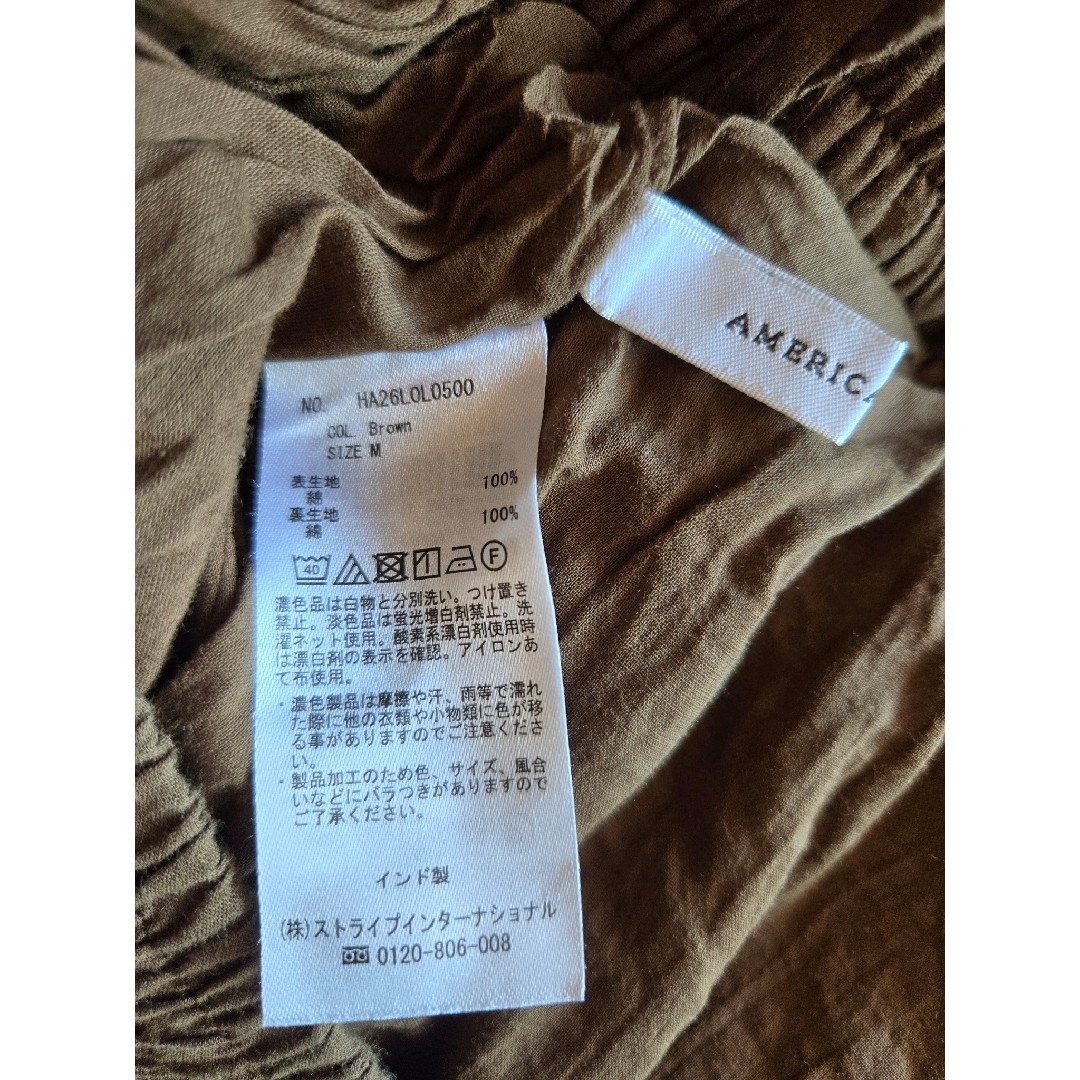 AMERIC
NO. HA26L0L0500
COL Brown
SIZE M
表生地
綿 100%
裏生地
綿 100%
40
F
濃色品は白物と分別洗い。つけ置き
禁止。淡色品は蛍光増白剤禁止。洗
濯ネット使用。酸素系漂白剤使用時
は漂白剤の表示を確認。アイロンあ
て布使用。
・濃色製品は摩擦や汗、雨等で濡れ
た際に他の衣類や小物類に色が移
る事がありますのでご注意くださ
い。
・製品加工のため色、サイズ、風合
いなどにバラつきがありますので
ご了承ください。
インド製
(株)ストライプインターナショナル
0120-806-008